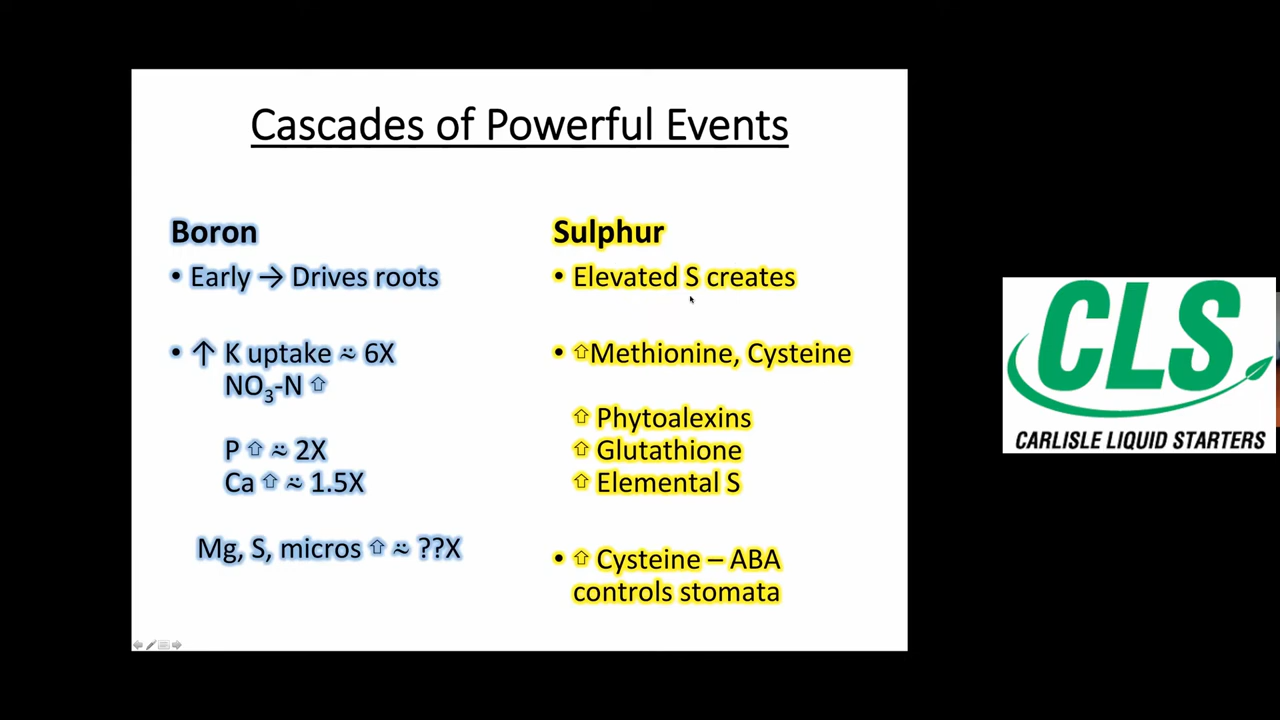 Cascades of Powerful Events
Boron
• Early → Drives roots
• ↑ K uptake ≈ 6X
NO₃-N ⇧
P ⇧ ≈ 2X
Ca ⇧ ≈ 1.5X
Mg, S, micros ⇧ ≈ ??X
Sulphur
• Elevated S creates
• ⇧Methionine, Cysteine
⇧ Phytoalexins
⇧ Glutathione
⇧ Elemental S
• ⇧ Cysteine – ABA
controls stomata
CLS
CARLISLE LIQUID STARTERS